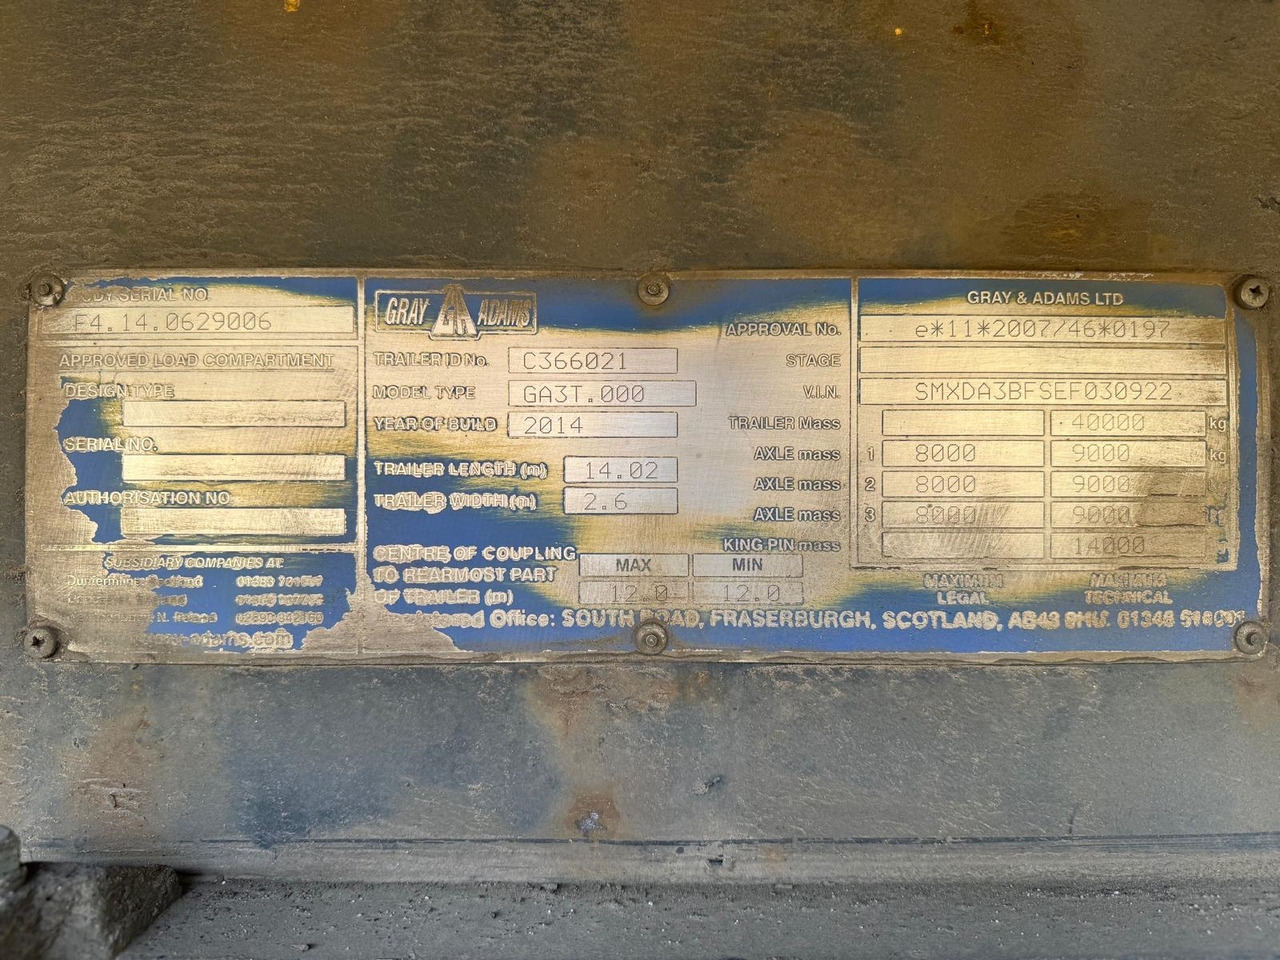 BODY SERIAL NO.
F4.14.0629006
APPROVED LOAD COMPARTMENT
DESIGN TYPE
SERIAL NO.
AUTHORISATION NO
SUBSIDIARY COMPANIES AT:
N. Ireland
GRAY ADAMS
TRAILER ID No. C366021
MODEL TYPE GA3T.000
YEAR OF BUILD 2014
TRAILER LENGTH (m) 14.02
TRAILER WIDTH (m) 2.6
CENTRE OF COUPLING
TO REARMOST PART
OF TRAILER (m)
MAX MIN
12.0 12.0
GRAY & ADAMS LTD
APPROVAL No. e*11*2007/46*0197
STAGE
V.I.N. SMXDA3BFSEF030922
TRAILER Mass 40000 kg
AXLE mass 1 8000 9000 kg
AXLE mass 2 8000 9000
AXLE mass 3 8000 9000
KING-PIN mass 14000
MAXIMUM LEGAL
MAXIMUM TECHNICAL
Office: SOUTH ROAD, FRASERBURGH, SCOTLAND, AB43 9HU. 01346